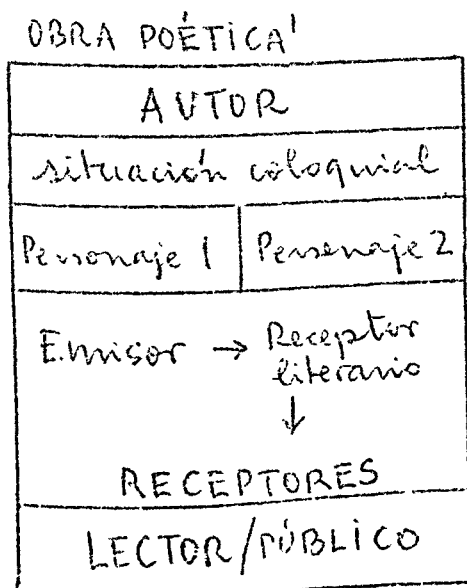 OBRA POÉTICA'
AUTOR
situación coloquial
Personaje 1 Personaje 2
Emisor → Receptor
literario
↓
RECEPTORES
LECTOR/PÚBLICO